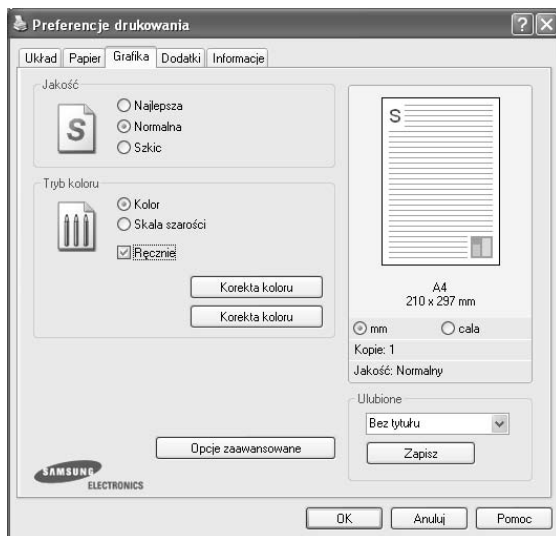 Preferencje drukowania
Układ Papier Grafika Dodatki Informacje
Jakość
S
Najlepsza
Normalna
Szkic
Tryb koloru
Kolor
Skala szarości
Ręcznie
Korekta koloru
Korekta koloru
Opcje zaawansowane
SAMSUNG
ELECTRONICS
S
A4
210 x 297 mm
mm cala
Kopie: 1
Jakość: Normalny
Ulubione
Bez tytułu
Zapisz
OK Anuluj Pomoc